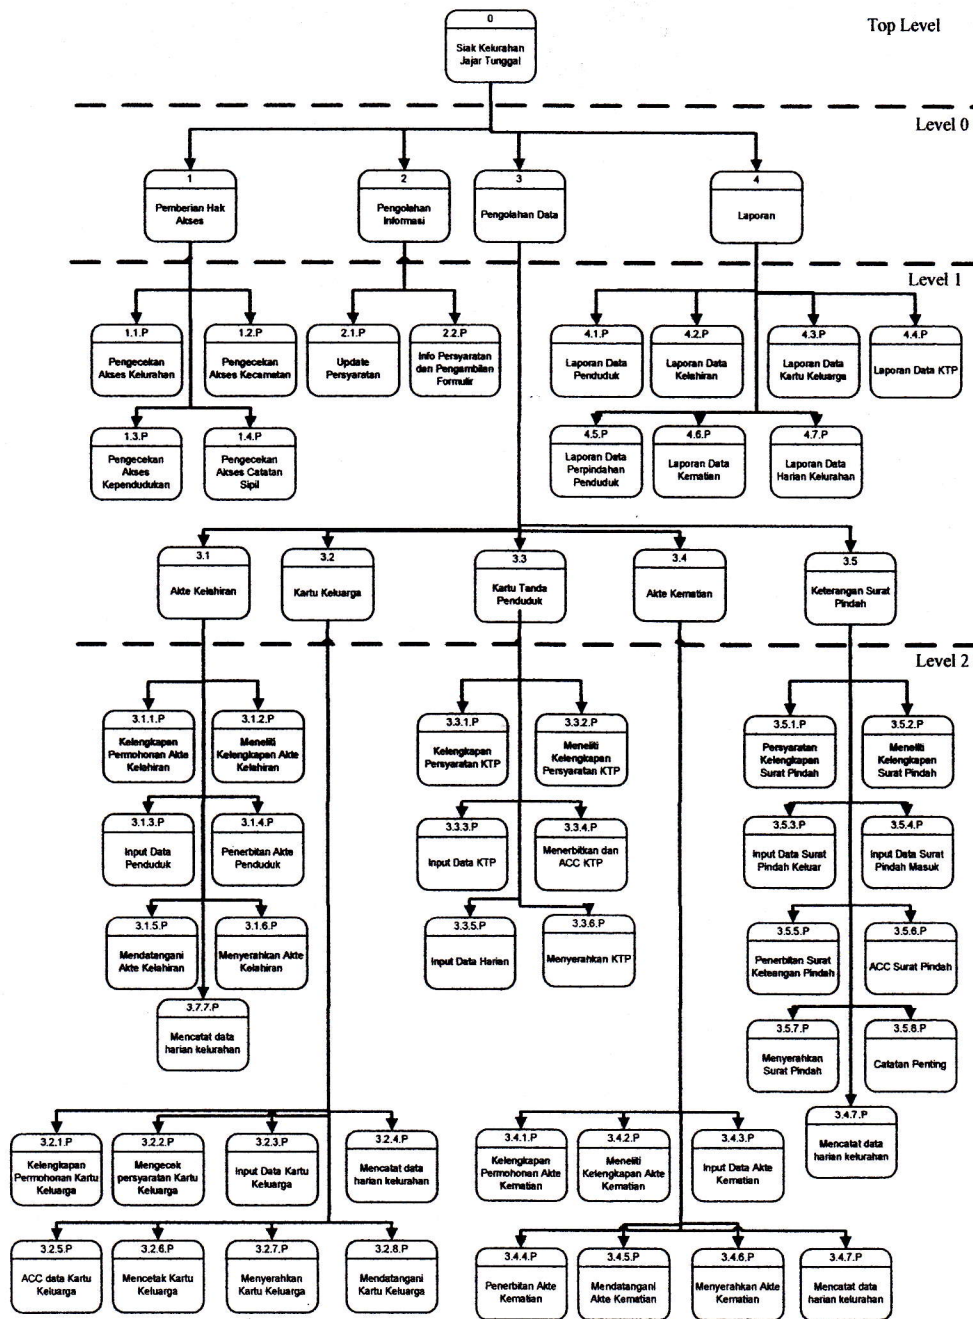 0
Top Level
Siak Kelurahan
Jajar Tunggal
Level 0
1
Pemberian Hak
Akses
2
Pengolahan
Informasi
3
Pengolahan Data
4
Laporan
Level 1
1.1.P
Pengecekan
Akses Kelurahan
1.2.P
Pengecekan
Akses Kecamatan
2.1.P
Update
Persyaratan
2.2.P
Info Persyaratan
dan Pengambilan
Formulir
4.1.P
Laporan Data
Penduduk
4.2.P
Laporan Data
Kelahiran
4.3.P
Laporan Data
Kartu Keluarga
4.4.P
Laporan Data KTP
1.3.P
Pengecekan
Akses
Kependudukan
1.4.P
Pengecekan
Akses Catatan
Sipil
4.5.P
Laporan Data
Perpindahan
Penduduk
4.6.P
Laporan Data
Kematian
4.7.P
Laporan Data
Harian Kelurahan
3.1
Akte Kelahiran
3.2
Kartu Keluarga
3.3
Kartu Tanda
Penduduk
3.4
Akte Kematian
3.5
Keterangan Surat
Pindah
Level 2
3.1.1.P
Kelengkapan
Permohonan Akte
Kelahiran
3.1.2.P
Meneliti
Kelengkapan Akte
Kelahiran
3.3.1.P
Kelengkapan
Persyaratan KTP
3.3.2.P
Meneliti
Kelengkapan
Persyaratan KTP
3.5.1.P
Persyaratan
Kelengkapan
Surat Pindah
3.5.2.P
Meneliti
Kelengkapan
Surat Pindah
3.1.3.P
Input Data
Penduduk
3.1.4.P
Penerbitan Akte
Penduduk
3.3.3.P
Input Data KTP
3.3.4.P
Menerbitkan dan
ACC KTP
3.5.3.P
Input Data Surat
Pindah Keluar
3.5.4.P
Input Data Surat
Pindah Masuk
3.1.5.P
Mendatangani
Akte Kelahiran
3.1.6.P
Menyerahkan Akte
Kelahiran
3.3.5.P
Input Data Harian
3.3.6.P
Menyerahkan KTP
3.5.5.P
Penerbitan Surat
Keteangan Pindah
3.5.6.P
ACC Surat Pindah
3.7.7.P
Mencatat data
harian kelurahan
3.5.7.P
Menyerahkan
Surat Pindah
3.5.8.P
Catatan Penting
3.4.7.P
Mencatat data
harian kelurahan
3.2.1.P
Kelengkapan
Permohonan Kartu
Keluarga
3.2.2.P
Mengecek
persyaratan Kartu
Keluarga
3.2.3.P
Input Data Kartu
Keluarga
3.2.4.P
Mencatat data
harian kelurahan
3.4.1.P
Kelengkapan
Permohonan Akte
Kematian
3.4.2.P
Meneliti
Kelengkapan Akte
Kematian
3.4.3.P
Input Data Akte
Kematian
3.2.5.P
ACC data Kartu
Keluarga
3.2.6.P
Mencetak Kartu
Keluarga
3.2.7.P
Menyerahkan
Kartu Keluarga
3.2.8.P
Mendatangani
Kartu Keluarga
3.4.4.P
Penerbitan Akte
Kematian
3.4.5.P
Mendatangani
Akte Kematian
3.4.6.P
Menyerahkan Akte
Kematian
3.4.7.P
Mencatat data
harian kelurahan